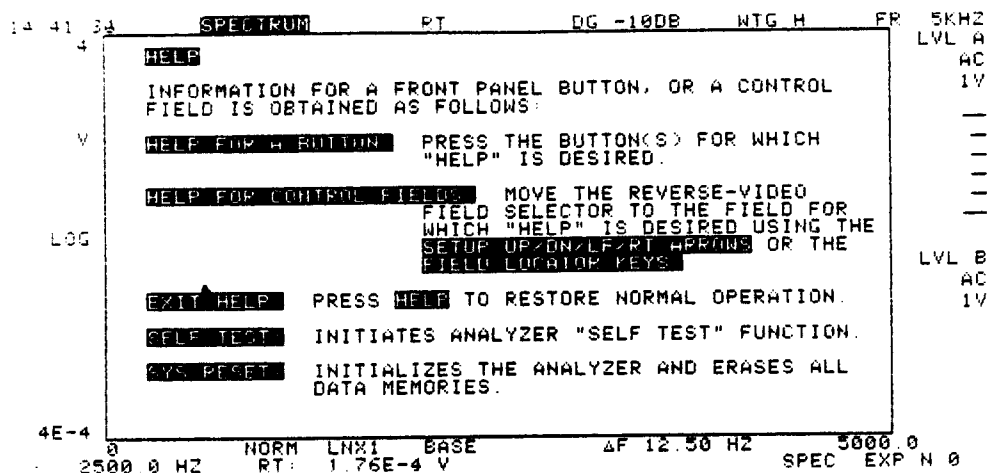 14 41 34 SPECTRUM RT DG -10DB WTG H FR 5KHZ
4 LVL A
AC
1V
HELP
INFORMATION FOR A FRONT PANEL BUTTON, OR A CONTROL
FIELD IS OBTAINED AS FOLLOWS:
V
HELP FOR A BUTTON PRESS THE BUTTON(S) FOR WHICH
"HELP" IS DESIRED.
HELP FOR CONTROL FIELDS MOVE THE REVERSE-VIDEO
FIELD SELECTOR TO THE FIELD FOR
WHICH "HELP" IS DESIRED USING THE
SETUP UP/DN/LF/RT ARROWS OR THE
FIELD LOCATOR KEYS.
LOG
LVL B
AC
1V
EXIT HELP PRESS HELP TO RESTORE NORMAL OPERATION.
SELF TEST INITIATES ANALYZER "SELF TEST" FUNCTION.
SYS RESET INITIALIZES THE ANALYZER AND ERASES ALL
DATA MEMORIES.
4E-4
0 NORM LNX1 BASE ΔF 12.50 HZ 5000.0
2500.0 HZ RT: 1.76E-4 V SPEC EXP N 0